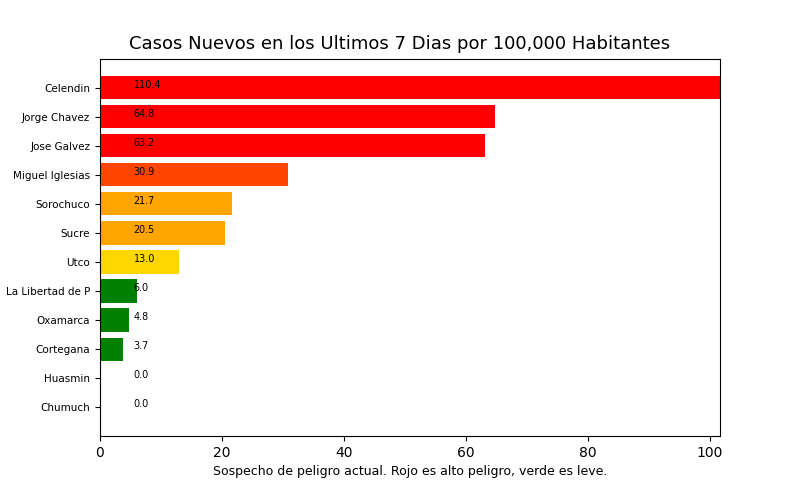 Casos Nuevos en los Ultimos 7 Dias por 100,000 Habitantes
Celendin 110.4
Jorge Chavez 64.8
Jose Galvez 63.2
Miguel Iglesias 30.9
Sorochuco 21.7
Sucre 20.5
Utco 13.0
La Libertad de P 6.0
Oxamarca 4.8
Cortegana 3.7
Huasmin 0.0
Chumuch 0.0
0 20 40 60 80 100
Sospecho de peligro actual. Rojo es alto peligro, verde es leve.